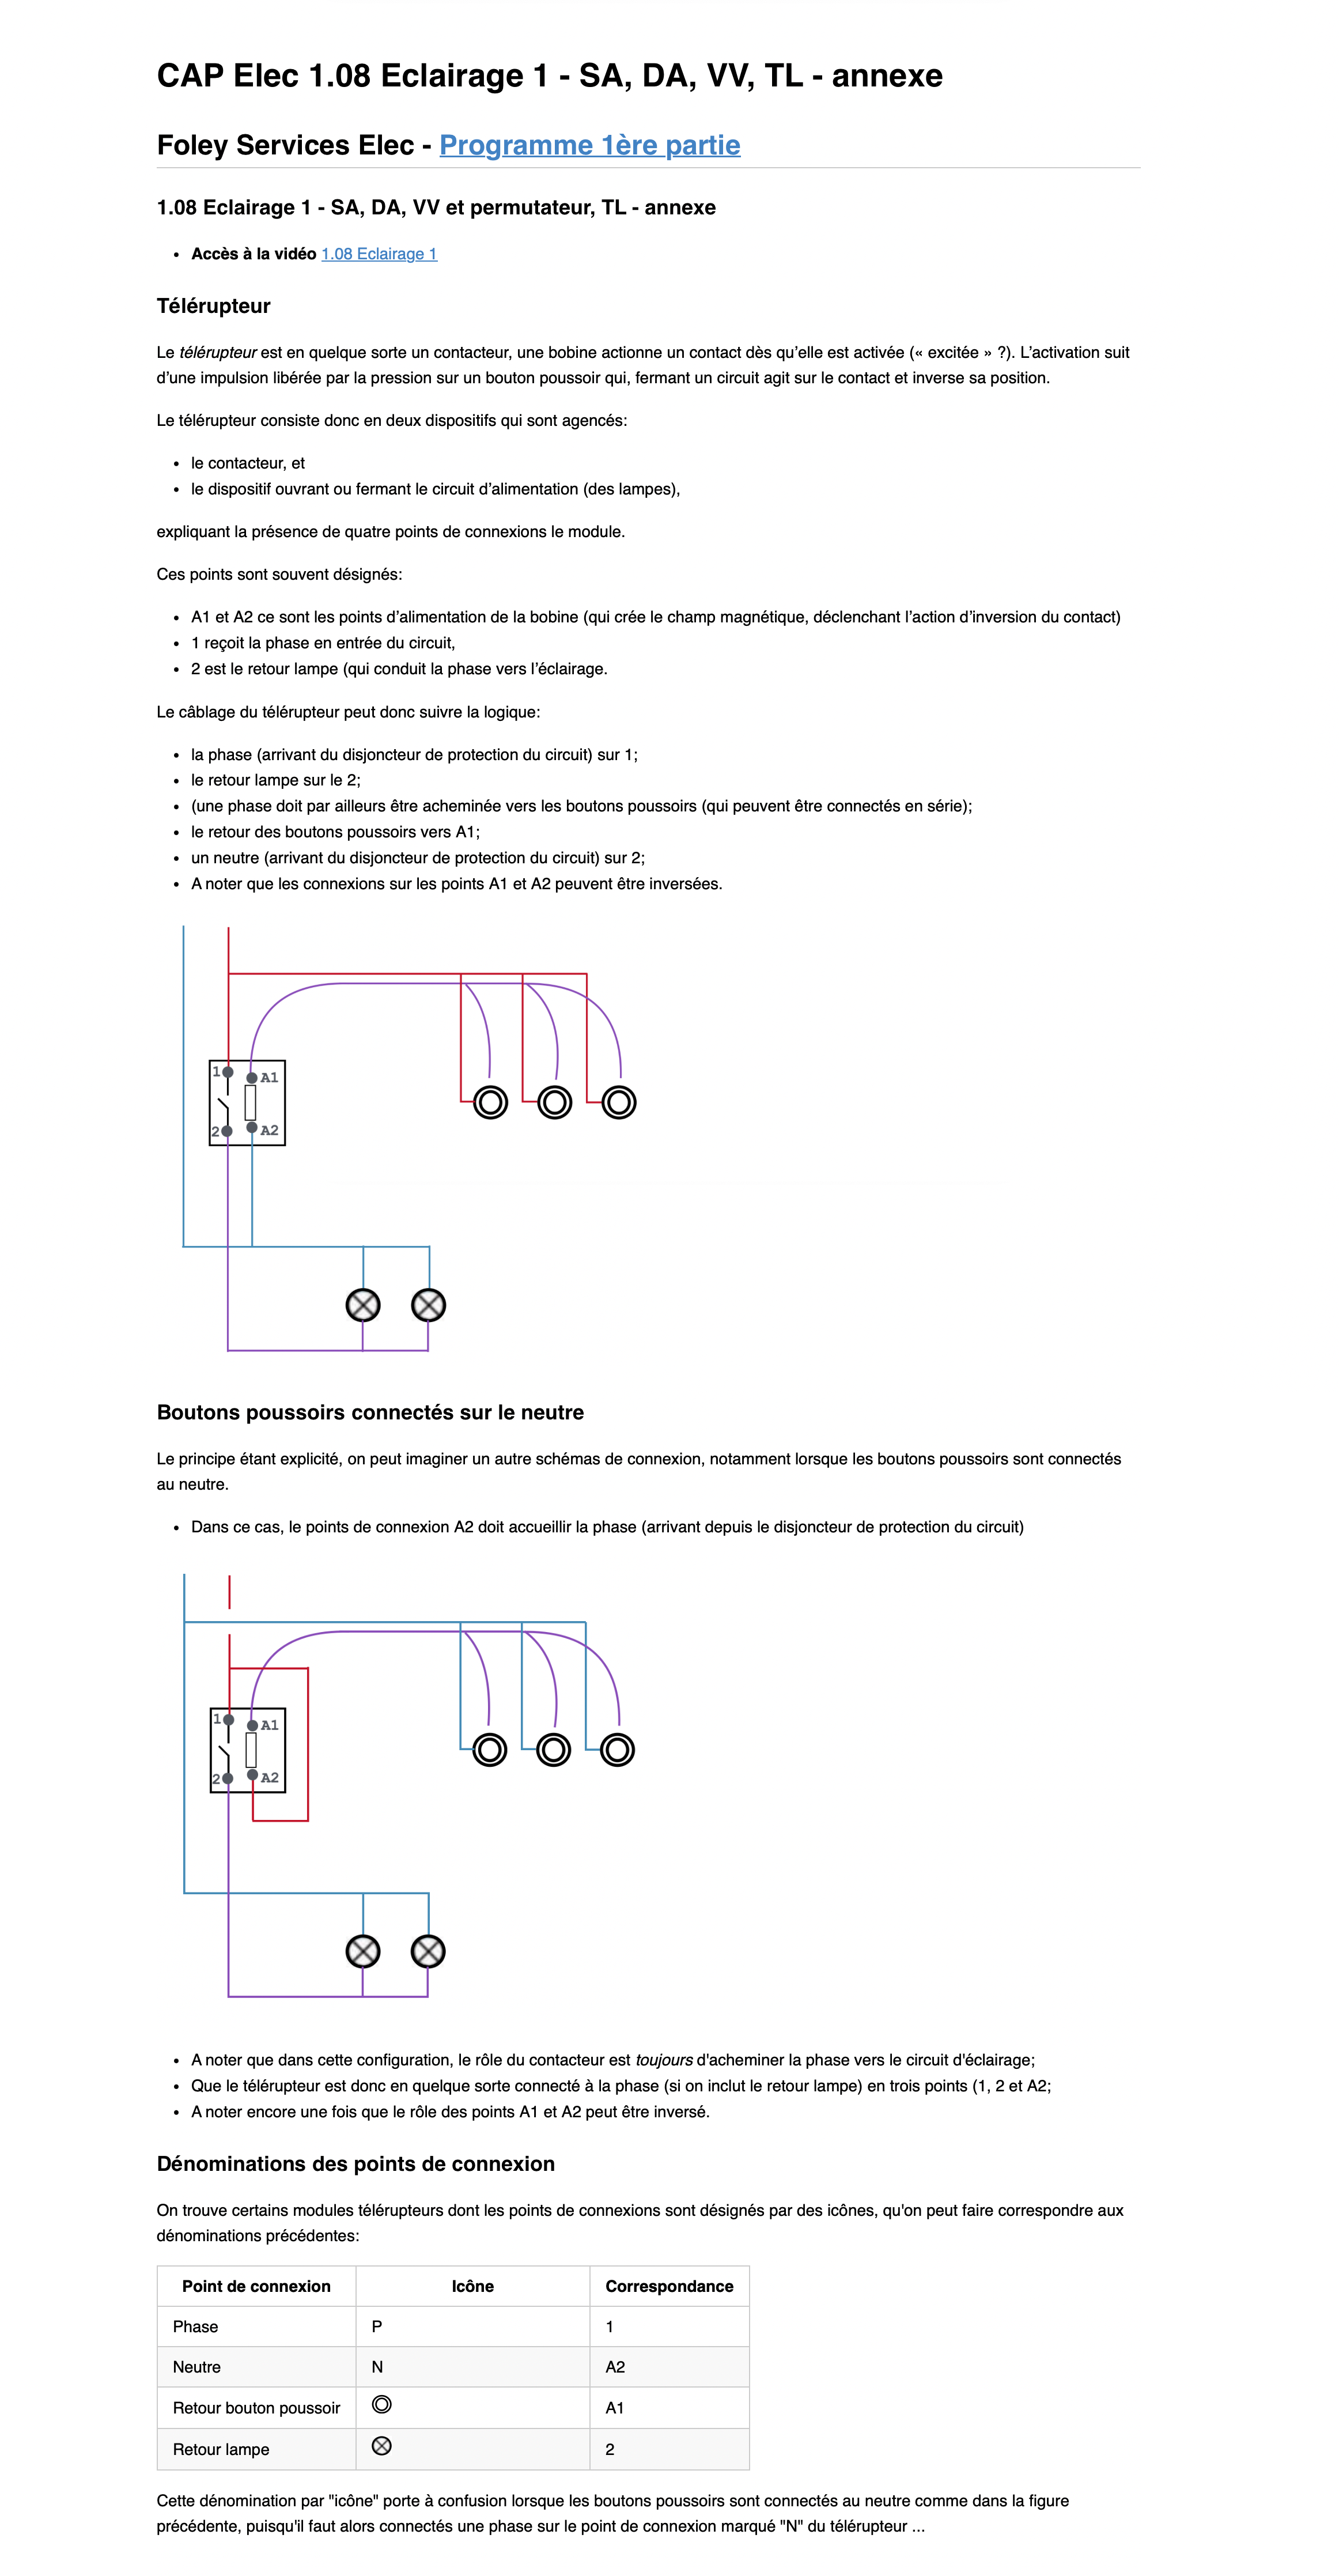 CAP Elec 1.08 Eclairage 1 - SA, DA, VV, TL - annexe
Foley Services Elec - Programme 1ère partie
1.08 Eclairage 1 - SA, DA, VV et permutateur, TL - annexe
• Accès à la vidéo 1.08 Eclairage 1
Télérupteur
Le télérupteur est en quelque sorte un contacteur, une bobine actionne un contact dès qu’elle est activée (« excitée » ?). L’activation suit
d’une impulsion libérée par la pression sur un bouton poussoir qui, fermant un circuit agit sur le contact et inverse sa position.
Le télérupteur consiste donc en deux dispositifs qui sont agencés:
• le contacteur, et
• le dispositif ouvrant ou fermant le circuit d’alimentation (des lampes),
expliquant la présence de quatre points de connexions le module.
Ces points sont souvent désignés:
• A1 et A2 ce sont les points d’alimentation de la bobine (qui crée le champ magnétique, déclenchant l’action d’inversion du contact)
• 1 reçoit la phase en entrée du circuit,
• 2 est le retour lampe (qui conduit la phase vers l’éclairage.
Le câblage du télérupteur peut donc suivre la logique:
• la phase (arrivant du disjoncteur de protection du circuit) sur 1;
• le retour lampe sur le 2;
• (une phase doit par ailleurs être acheminée vers les boutons poussoirs (qui peuvent être connectés en série);
• le retour des boutons poussoirs vers A1;
• un neutre (arrivant du disjoncteur de protection du circuit) sur 2;
• A noter que les connexions sur les points A1 et A2 peuvent être inversées.
1 A1
2 A2
Boutons poussoirs connectés sur le neutre
Le principe étant explicité, on peut imaginer un autre schémas de connexion, notamment lorsque les boutons poussoirs sont connectés
au neutre.
• Dans ce cas, le points de connexion A2 doit accueillir la phase (arrivant depuis le disjoncteur de protection du circuit)
1 A1
2 A2
• A noter que dans cette configuration, le rôle du contacteur est toujours d'acheminer la phase vers le circuit d'éclairage;
• Que le télérupteur est donc en quelque sorte connecté à la phase (si on inclut le retour lampe) en trois points (1, 2 et A2;
• A noter encore une fois que le rôle des points A1 et A2 peut être inversé.
Dénominations des points de connexion
On trouve certains modules télérupteurs dont les points de connexions sont désignés par des icônes, qu'on peut faire correspondre aux
dénominations précédentes:
Point de connexion Icône Correspondance
Phase P 1
Neutre N A2
Retour bouton poussoir A1
Retour lampe 2
Cette dénomination par "icône" porte à confusion lorsque les boutons poussoirs sont connectés au neutre comme dans la figure
précédente, puisqu'il faut alors connectés une phase sur le point de connexion marqué "N" du télérupteur ...